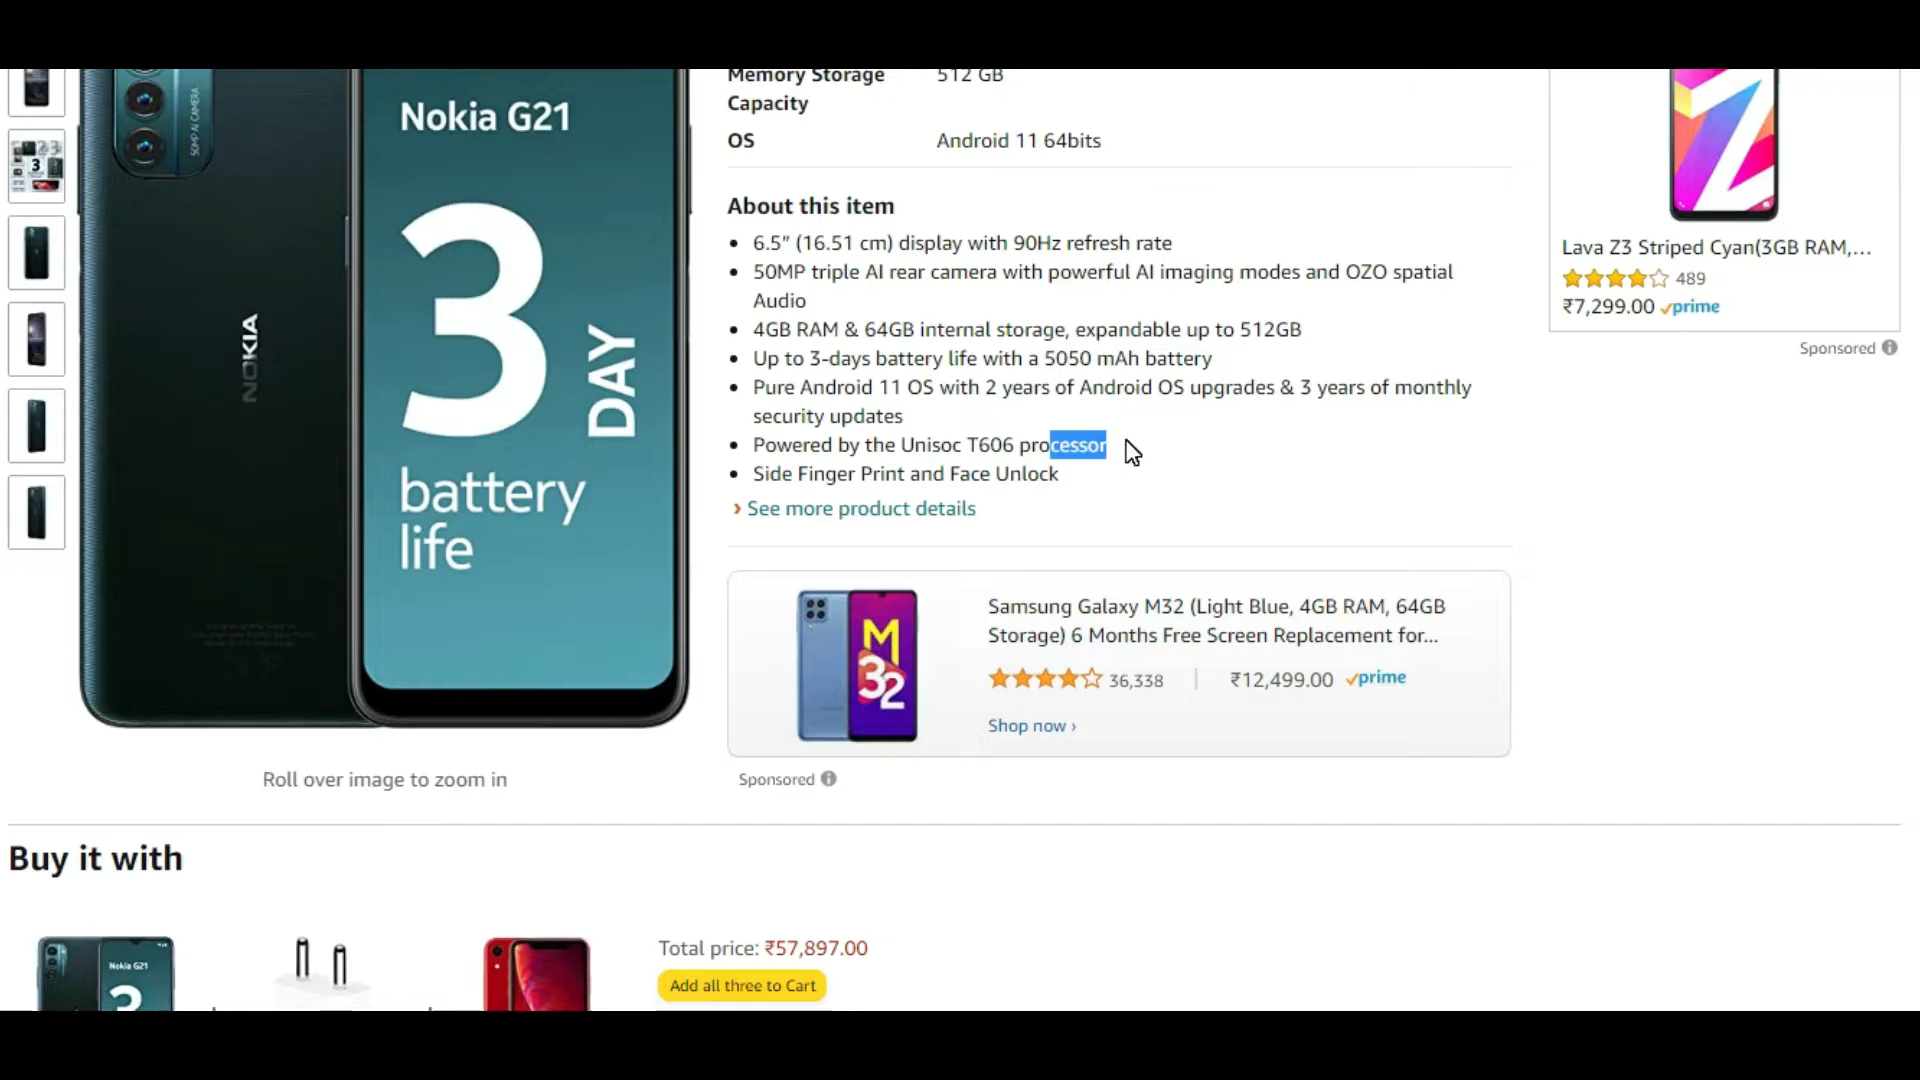 Memory Storage 512 GB
Capacity
OS Android 11 64bits
About this item
6.5" (16.51 cm) display with 90Hz refresh rate
50MP triple AI rear camera with powerful AI imaging modes and OZO spatial
Audio
4GB RAM & 64GB internal storage, expandable up to 512GB
Up to 3-days battery life with a 5050 mAh battery
Pure Android 11 OS with 2 years of Android OS upgrades & 3 years of monthly
security updates
Powered by the Unisoc T606 processor
Side Finger Print and Face Unlock
› See more product details
50MP AI CAMERA
NOKIA
Nokia G21
3
DAY
battery
life
3
Roll over image to zoom in
M
32
Samsung Galaxy M32 (Light Blue, 4GB RAM, 64GB
Storage) 6 Months Free Screen Replacement for...
36,338 | ₹12,499.00 prime
Shop now ›
Sponsored
Z
Lava Z3 Striped Cyan(3GB RAM,...
489
₹7,299.00 prime
Sponsored
Buy it with
Nokia G21
3
Total price: ₹57,897.00
Add all three to Cart